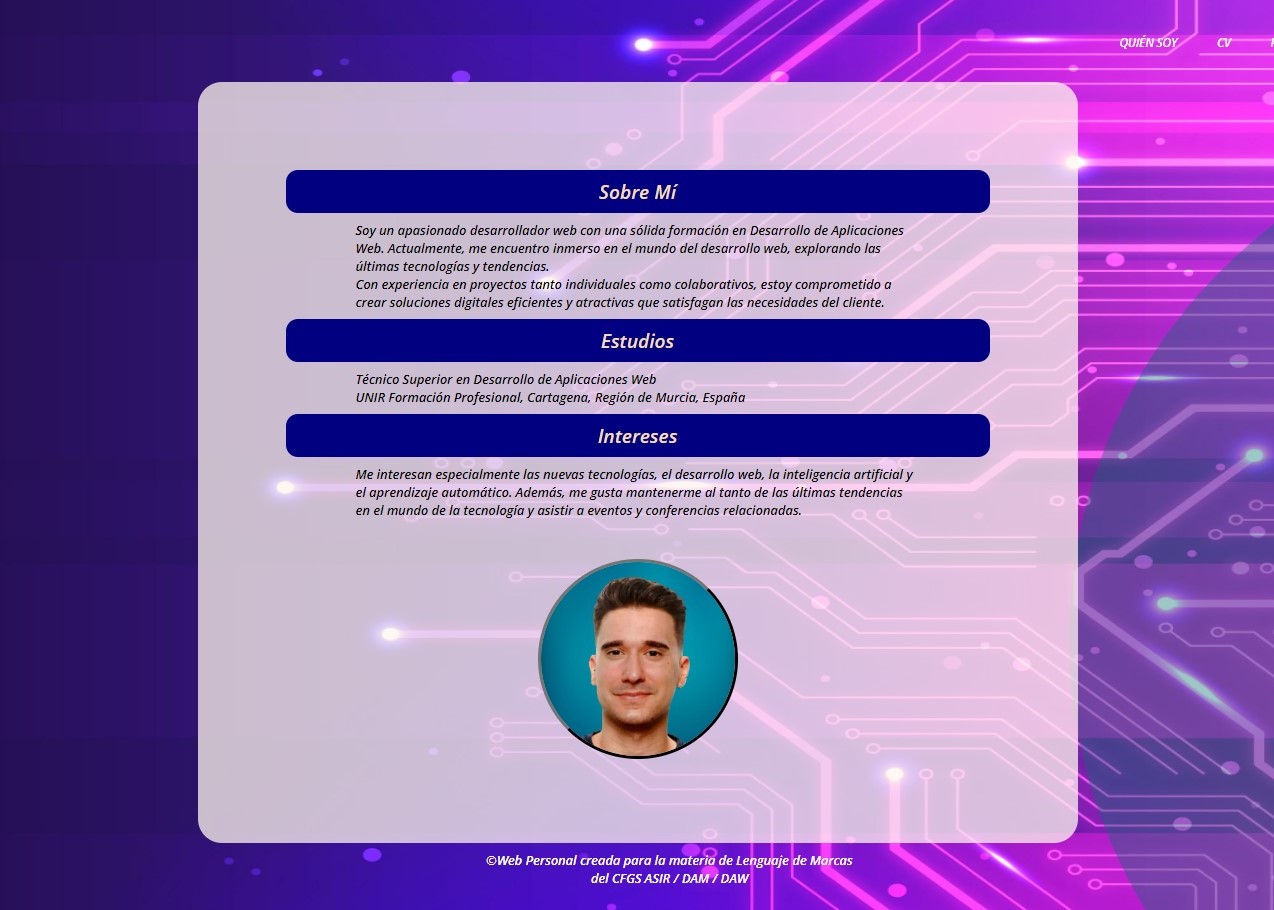 QUIÉN SOY CV
Sobre Mí
Soy un apasionado desarrollador web con una sólida formación en Desarrollo de Aplicaciones
Web. Actualmente, me encuentro inmerso en el mundo del desarrollo web, explorando las
últimas tecnologías y tendencias.
Con experiencia en proyectos tanto individuales como colaborativos, estoy comprometido a
crear soluciones digitales eficientes y atractivas que satisfagan las necesidades del cliente.
Estudios
Técnico Superior en Desarrollo de Aplicaciones Web
UNIR Formación Profesional, Cartagena, Región de Murcia, España
Intereses
Me interesan especialmente las nuevas tecnologías, el desarrollo web, la inteligencia artificial y
el aprendizaje automático. Además, me gusta mantenerme al tanto de las últimas tendencias
en el mundo de la tecnología y asistir a eventos y conferencias relacionadas.
©Web Personal creada para la materia de Lenguaje de Marcas
del CFGS ASIR / DAM / DAW